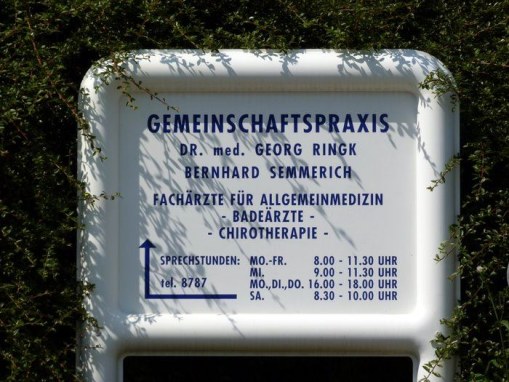 GEMEINSCHAFTSPRAXIS
DR. med. GEORG RINGK
BERNHARD SEMMERICH
FACHÄRZTE FÜR ALLGEMEINMEDIZIN
- BADEÄRZTE -
- CHIROTHERAPIE -
SPRECHSTUNDEN: MO.-FR. 8.00 - 11.30 UHR
MI. 9.00 - 11.30 UHR
tel. 8787 MO.,DI.,DO. 16.00 - 18.00 UHR
SA. 8.30 - 10.00 UHR